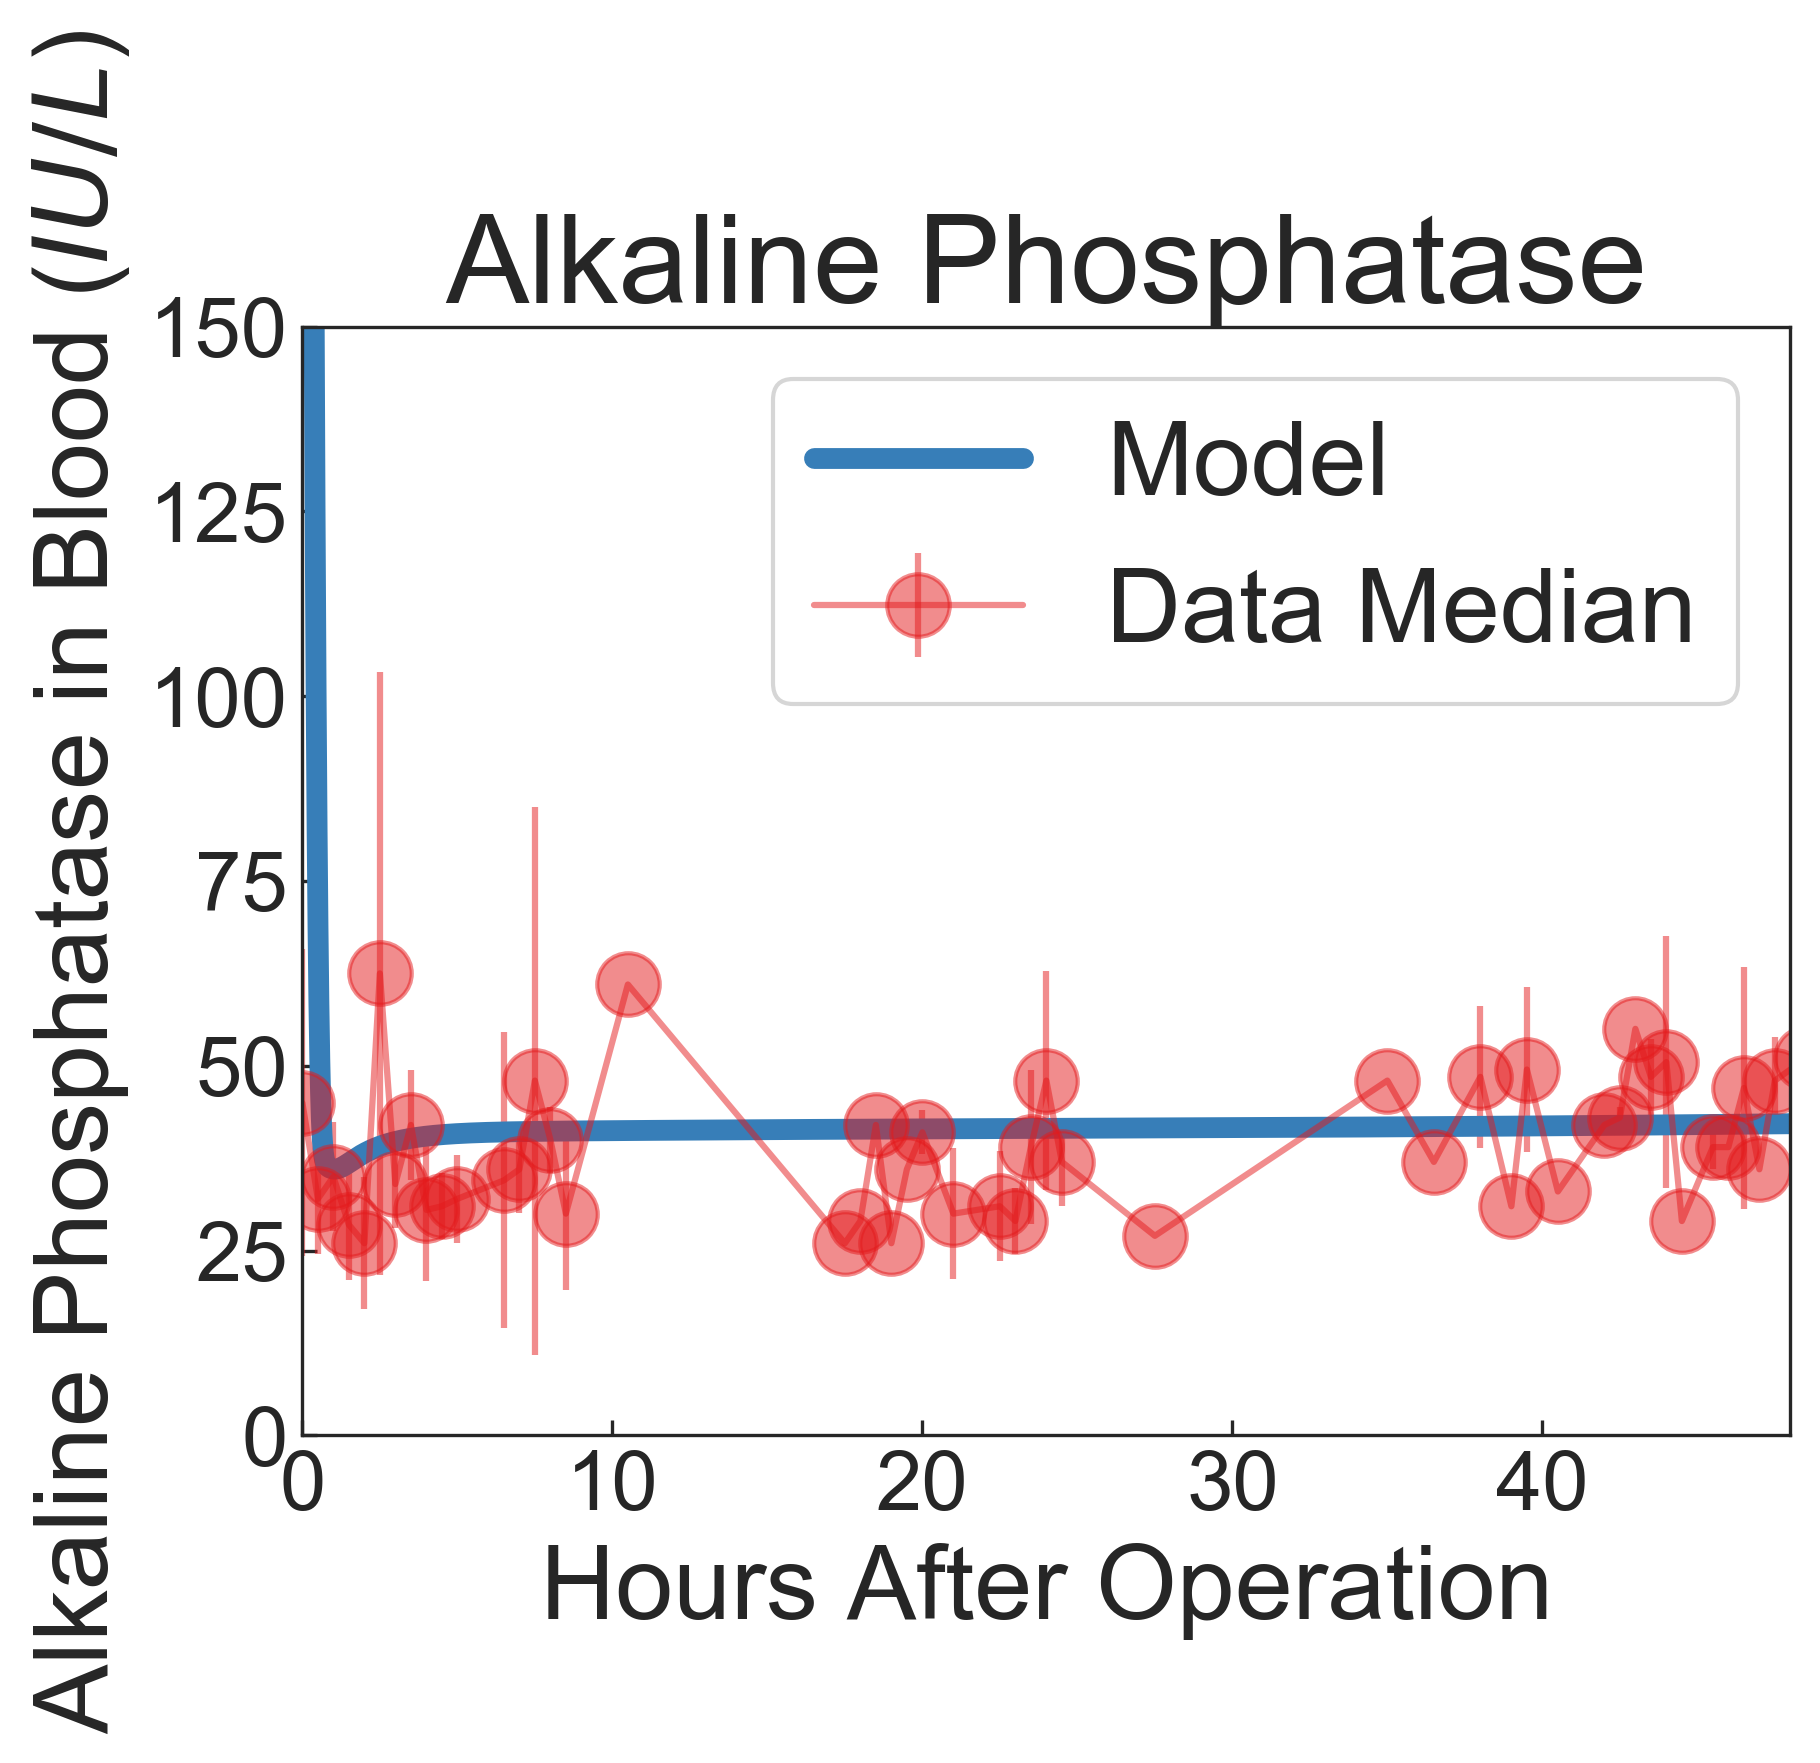 Alkaline Phosphatase
Alkaline Phosphatase in Blood (IU/L)
150
125
100
75
50
25
0
Model
Data Median
0 10 20 30 40
Hours After Operation